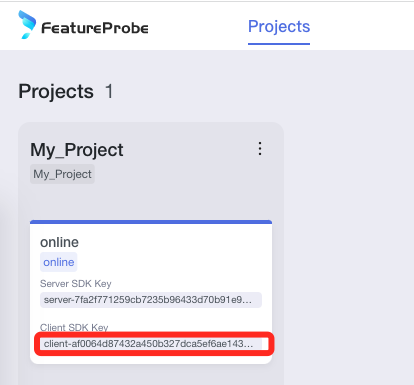 FeatureProbe
Projects
Projects 1
My_Project
My_Project
online
online
Server SDK Key
server-7fa2f771259cb7235b96433d70b91e9...
Client SDK Key
client-af0064d87432a450b327dca5ef6ae143...